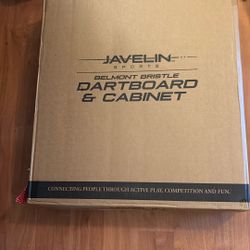 JAVELIN
SPORTS
BELMONT BRISTLE
DARTBOARD
& CABINET
CONNECTING PEOPLE THROUGH ACTIVE PLAY, COMPETITION AND FUN.